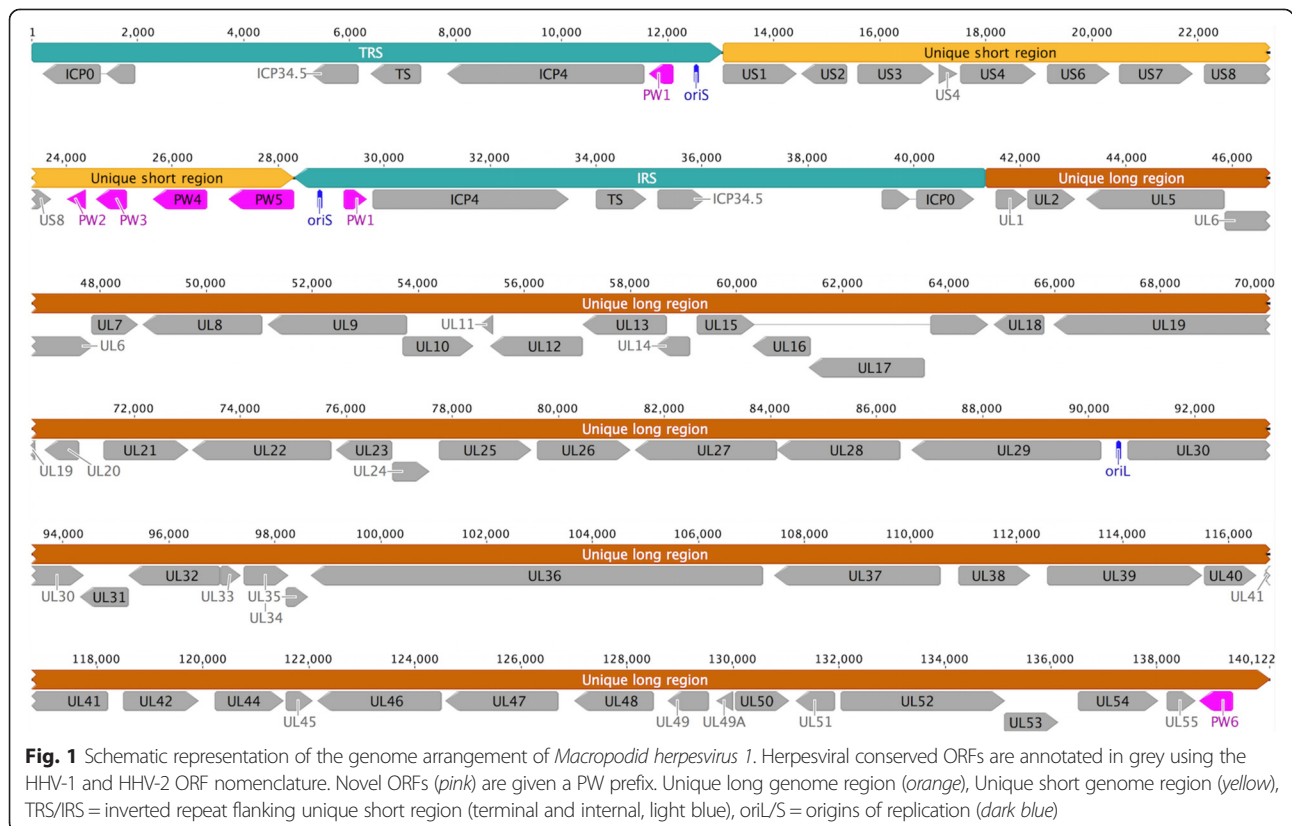 1 2,000 4,000 6,000 8,000 10,000 12,000 14,000 16,000 18,000 20,000 22,000
TRS Unique short region
ICP0 ICP34.5 TS ICP4 US1 US2 US3 US4 US6 US7 US8
PW1 oriS US4
24,000 26,000 28,000 30,000 32,000 34,000 36,000 38,000 40,000 42,000 44,000 46,000
Unique short region IRS Unique long region
PW4 PW5 ICP4 TS ICP34.5 ICP0 UL2 UL5
US8 PW2 PW3 oriS PW1 UL1 UL6
48,000 50,000 52,000 54,000 56,000 58,000 60,000 62,000 64,000 66,000 68,000 70,000
Unique long region
UL7 UL8 UL9 UL11 UL13 UL15 UL18 UL19
UL6 UL10 UL12 UL14 UL16
UL17
72,000 74,000 76,000 78,000 80,000 82,000 84,000 86,000 88,000 90,000 92,000
Unique long region
UL21 UL22 UL23 UL25 UL26 UL27 UL28 UL29 UL30
UL19 UL20 UL24 oriL
94,000 96,000 98,000 100,000 102,000 104,000 106,000 108,000 110,000 112,000 114,000 116,000
Unique long region
UL32 UL36 UL37 UL38 UL39 UL40
UL30 UL31 UL33 UL35 UL41
UL34
118,000 120,000 122,000 124,000 126,000 128,000 130,000 132,000 134,000 136,000 138,000 140,122
Unique long region
UL41 UL42 UL44 UL46 UL47 UL48 UL50 UL52 UL54
UL45 UL49 UL49A UL51 UL53 UL55 PW6
Fig. 1 Schematic representation of the genome arrangement of Macropodid herpesvirus 1. Herpesviral conserved ORFs are annotated in grey using the
HHV-1 and HHV-2 ORF nomenclature. Novel ORFs (pink) are given a PW prefix. Unique long genome region (orange), Unique short genome region (yellow),
TRS/IRS = inverted repeat flanking unique short region (terminal and internal, light blue), oriL/S = origins of replication (dark blue)